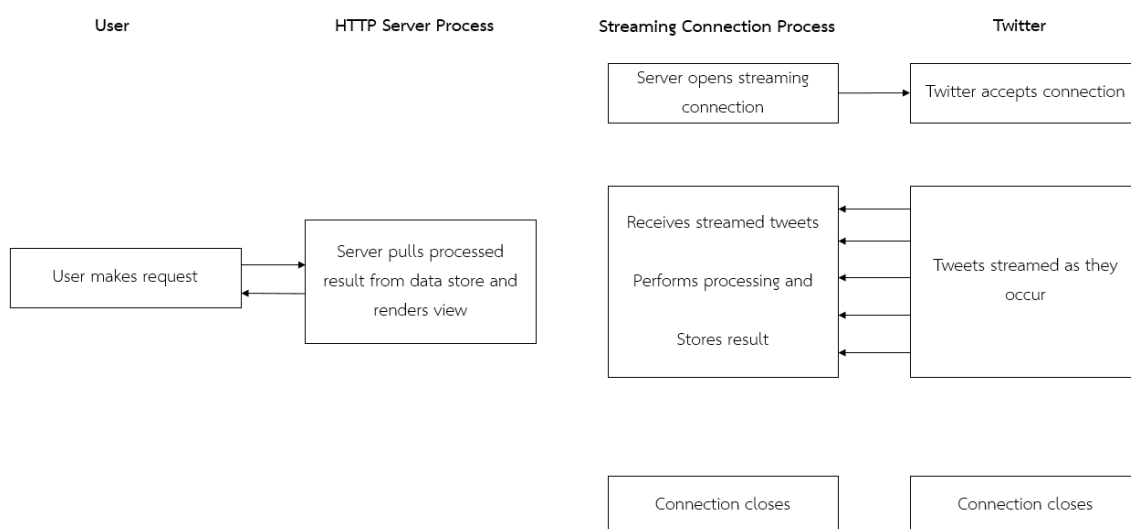 User
HTTP Server Process
Streaming Connection Process
Twitter
Server opens streaming
connection
Twitter accepts connection
User makes request
Server pulls processed
result from data store and
renders view
Receives streamed tweets
Performs processing and
Stores result
Tweets streamed as they
occur
Connection closes
Connection closes